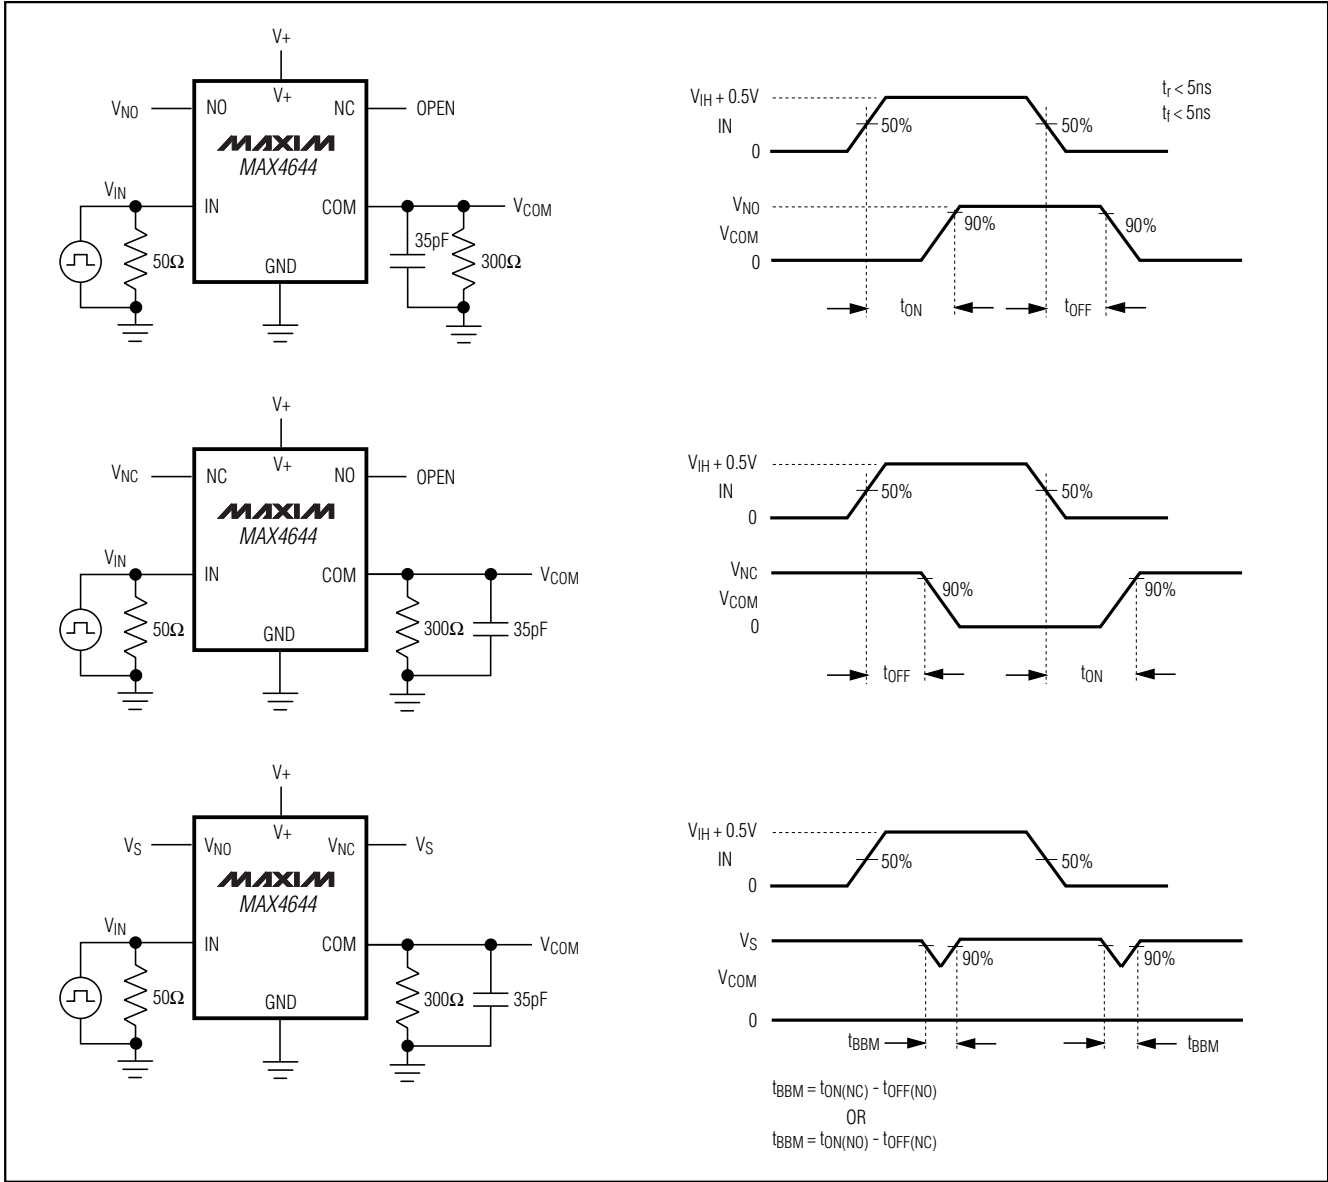 V+
V+
VNO
NO
NC
OPEN
MAXIM
MAX4644
VIN
IN
COM
VCOM
50Ω
GND
35pF
300Ω
VIH + 0.5V
IN
0
50%
50%
tr < 5ns
tf < 5ns
VNO
VCOM
0
90%
90%
tON
tOFF
V+
V+
VNC
NC
NO
OPEN
MAXIM
MAX4644
VIN
IN
COM
VCOM
50Ω
GND
300Ω
35pF
VIH + 0.5V
IN
0
50%
50%
VNC
VCOM
0
90%
90%
tOFF
tON
V+
V+
VS
VNO
VNC
VS
MAXIM
MAX4644
VIN
IN
COM
VCOM
50Ω
GND
300Ω
35pF
VIH + 0.5V
IN
0
50%
50%
VS
VCOM
0
90%
90%
tBBM
tBBM
tBBM = tON(NC) - tOFF(NO)
OR
tBBM = tON(NO) - tOFF(NC)